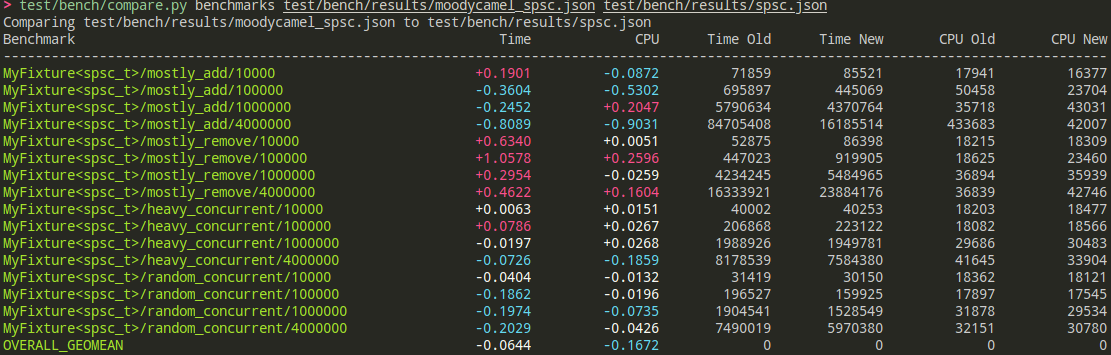 > test/bench/compare.py benchmarks test/bench/results/moodycamel_spsc.json test/bench/results/spsc.json
Comparing test/bench/results/moodycamel_spsc.json to test/bench/results/spsc.json
Benchmark Time CPU Time Old Time New CPU Old CPU New
--------------------------------------------------------------------------------------------------------------------------------------
MyFixture<spsc_t>/mostly_add/10000 +0.1901 -0.0872 71859 85521 17941 16377
MyFixture<spsc_t>/mostly_add/100000 -0.3604 -0.5302 695897 445069 50458 23704
MyFixture<spsc_t>/mostly_add/1000000 -0.2452 +0.2047 5790634 4370764 35718 43031
MyFixture<spsc_t>/mostly_add/4000000 -0.8089 -0.9031 84705408 16185514 433683 42007
MyFixture<spsc_t>/mostly_remove/10000 +0.6340 +0.0051 52875 86398 18215 18309
MyFixture<spsc_t>/mostly_remove/100000 +1.0578 +0.2596 447023 919905 18625 23460
MyFixture<spsc_t>/mostly_remove/1000000 +0.2954 -0.0259 4234245 5484965 36894 35939
MyFixture<spsc_t>/mostly_remove/4000000 +0.4622 +0.1604 16333921 23884176 36839 42746
MyFixture<spsc_t>/heavy_concurrent/10000 +0.0063 +0.0151 40002 40253 18203 18477
MyFixture<spsc_t>/heavy_concurrent/100000 +0.0786 +0.0267 206868 223122 18082 18566
MyFixture<spsc_t>/heavy_concurrent/1000000 -0.0197 +0.0268 1988926 1949781 29686 30483
MyFixture<spsc_t>/heavy_concurrent/4000000 -0.0726 -0.1859 8178539 7584380 41645 33904
MyFixture<spsc_t>/random_concurrent/10000 -0.0404 -0.0132 31419 30150 18362 18121
MyFixture<spsc_t>/random_concurrent/100000 -0.1862 -0.0196 196527 159925 17897 17545
MyFixture<spsc_t>/random_concurrent/1000000 -0.1974 -0.0735 1904541 1528549 31878 29534
MyFixture<spsc_t>/random_concurrent/4000000 -0.2029 -0.0426 7490019 5970380 32151 30780
OVERALL_GEOMEAN -0.0644 -0.1672 0 0 0 0